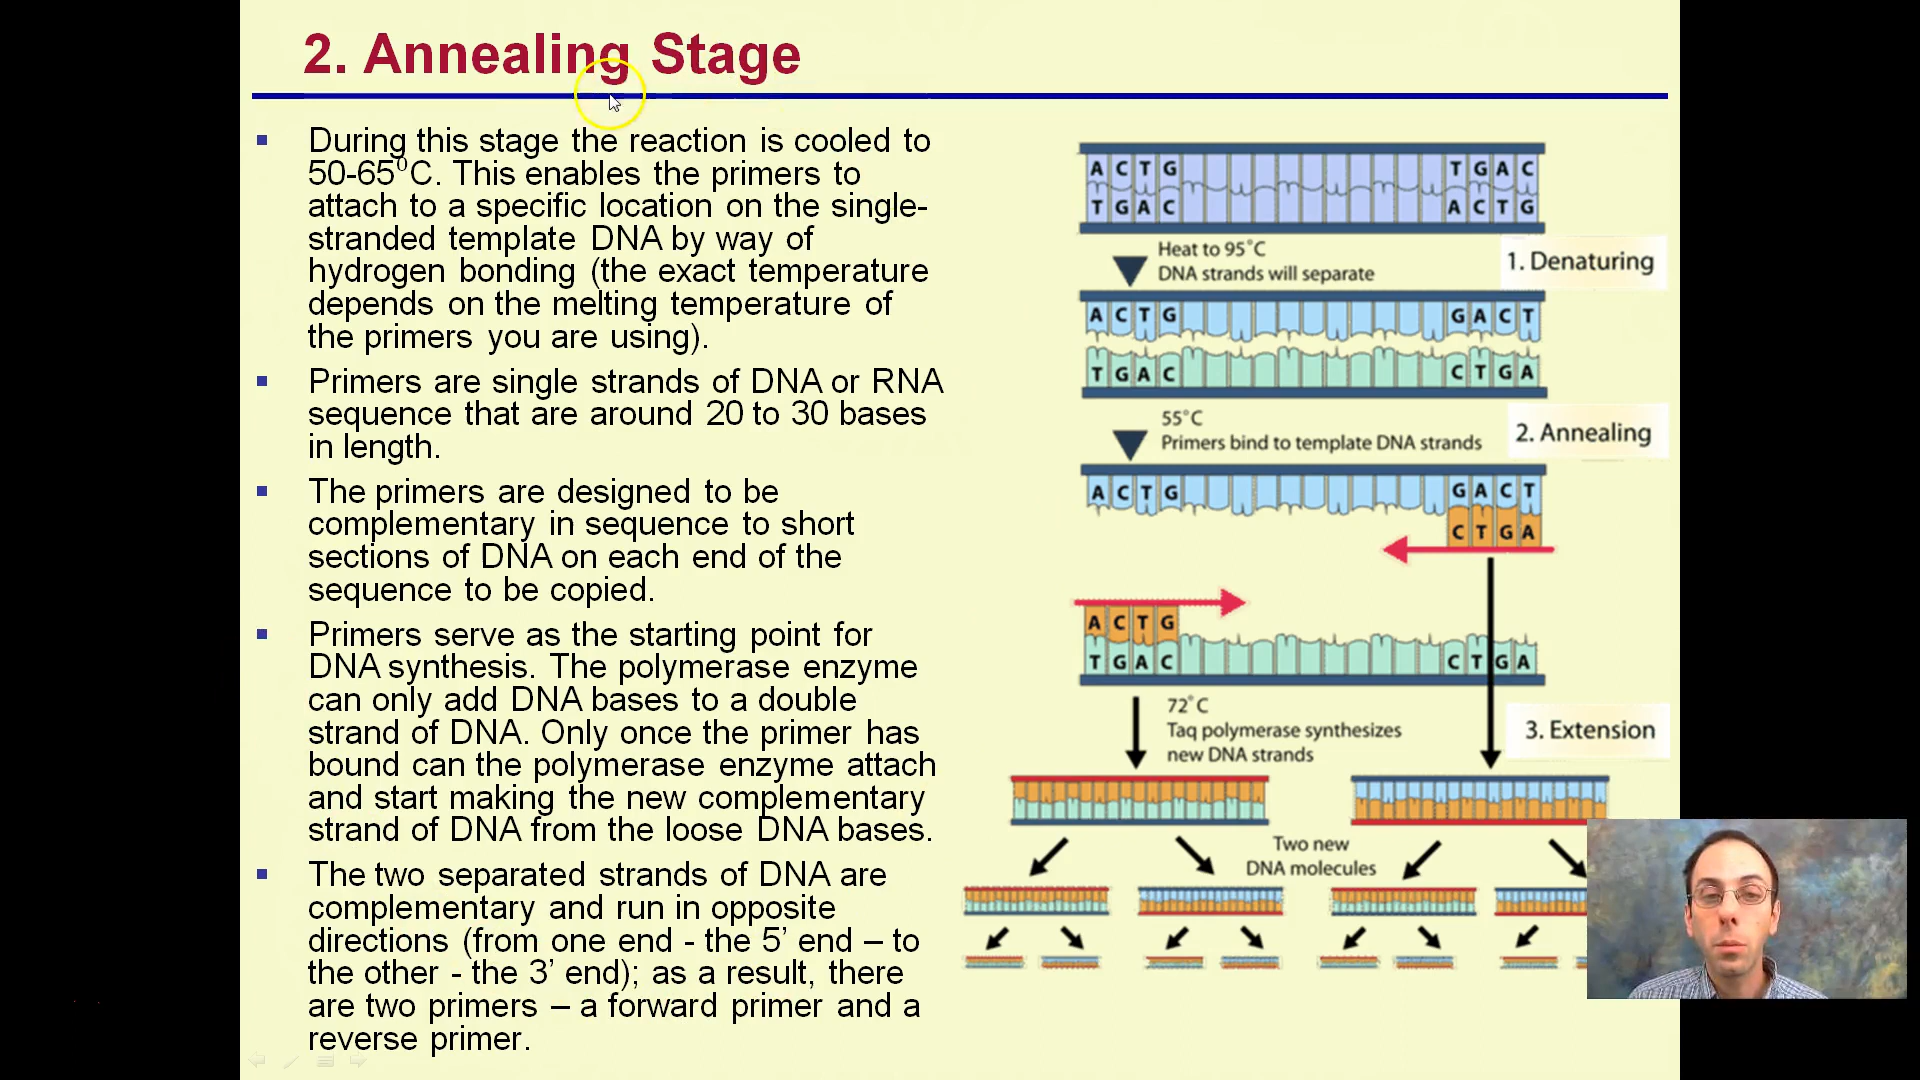 2. Annealing Stage
During this stage the reaction is cooled to
50-65⁰C. This enables the primers to
attach to a specific location on the single-
stranded template DNA by way of
hydrogen bonding (the exact temperature
depends on the melting temperature of
the primers you are using).
Primers are single strands of DNA or RNA
sequence that are around 20 to 30 bases
in length.
The primers are designed to be
complementary in sequence to short
sections of DNA on each end of the
sequence to be copied.
Primers serve as the starting point for
DNA synthesis. The polymerase enzyme
can only add DNA bases to a double
strand of DNA. Only once the primer has
bound can the polymerase enzyme attach
and start making the new complementary
strand of DNA from the loose DNA bases.
The two separated strands of DNA are
complementary and run in opposite
directions (from one end - the 5’ end – to
the other - the 3’ end); as a result, there
are two primers – a forward primer and a
reverse primer.
A C T G T G A C
T G A C A C T G
Heat to 95°C
DNA strands will separate
1. Denaturing
A C T G G A C T
T G A C C T G A
55°C
Primers bind to template DNA strands
2. Annealing
A C T G G A C T
C T G A
A C T G
T G A C C T G A
72°C
Taq polymerase synthesizes
new DNA strands
3. Extension
Two new
DNA molecules